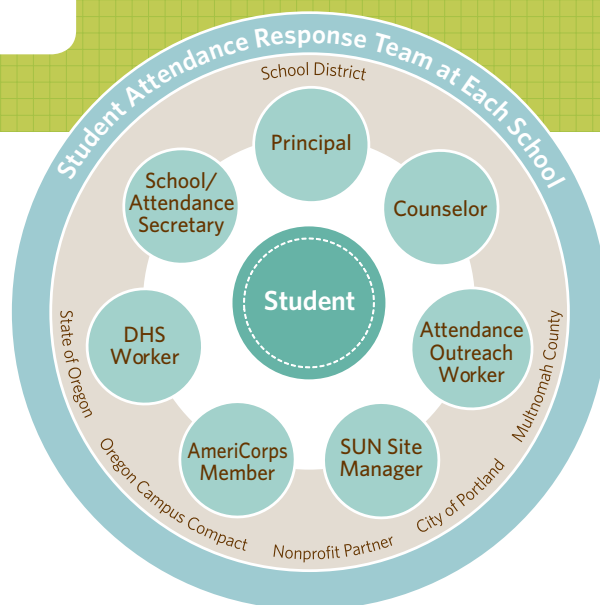 Student Attendance Response Team at Each School
School District
Principal
School/
Attendance
Secretary
Counselor
Student
DHS
Worker
Attendance
Outreach
Worker
State of Oregon
Multnomah County
AmeriCorps
Member
SUN Site
Manager
Oregon Campus Compact
Nonprofit Partner
City of Portland